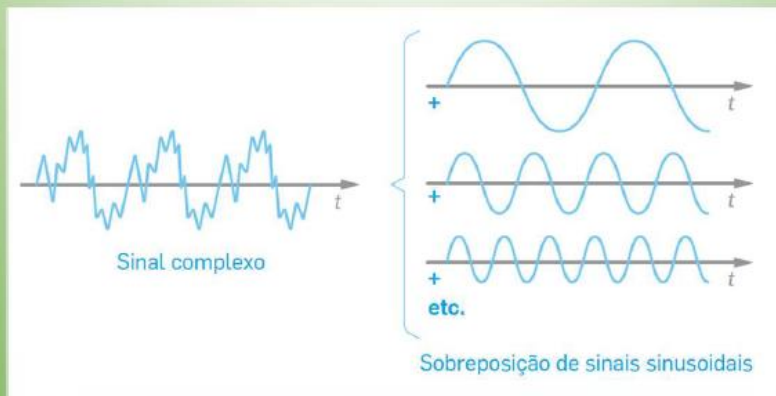 +
t
t
Sinal complexo
+
t
+
t
etc.
Sobreposição de sinais sinusoidais